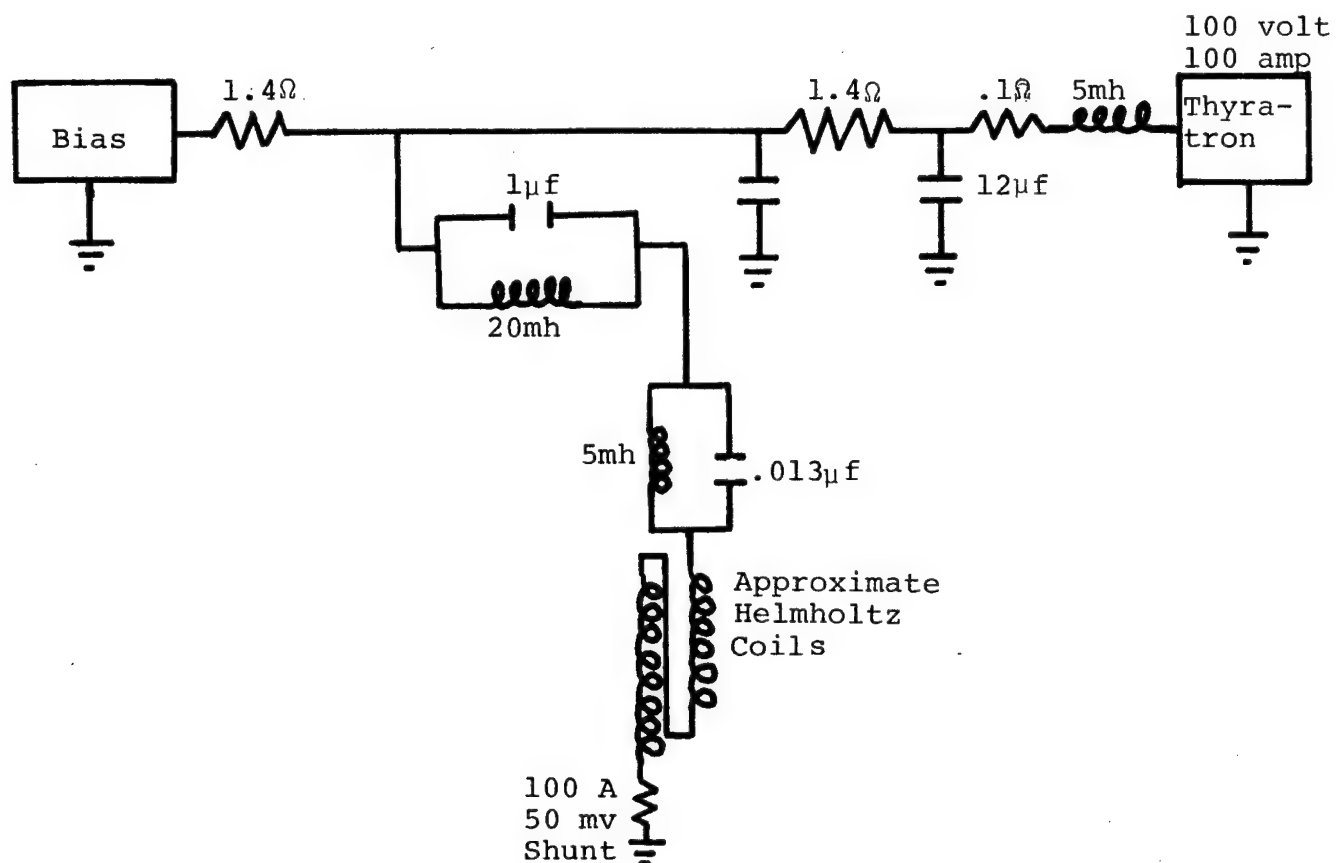 100 volt
100 amp
1.4Ω
1.4Ω
.1Ω
5mh
Bias
Thyra-
tron
1μf
12μf
20mh
5mh
.013μf
Approximate
Helmholtz
Coils
100 A
50 mv
Shunt